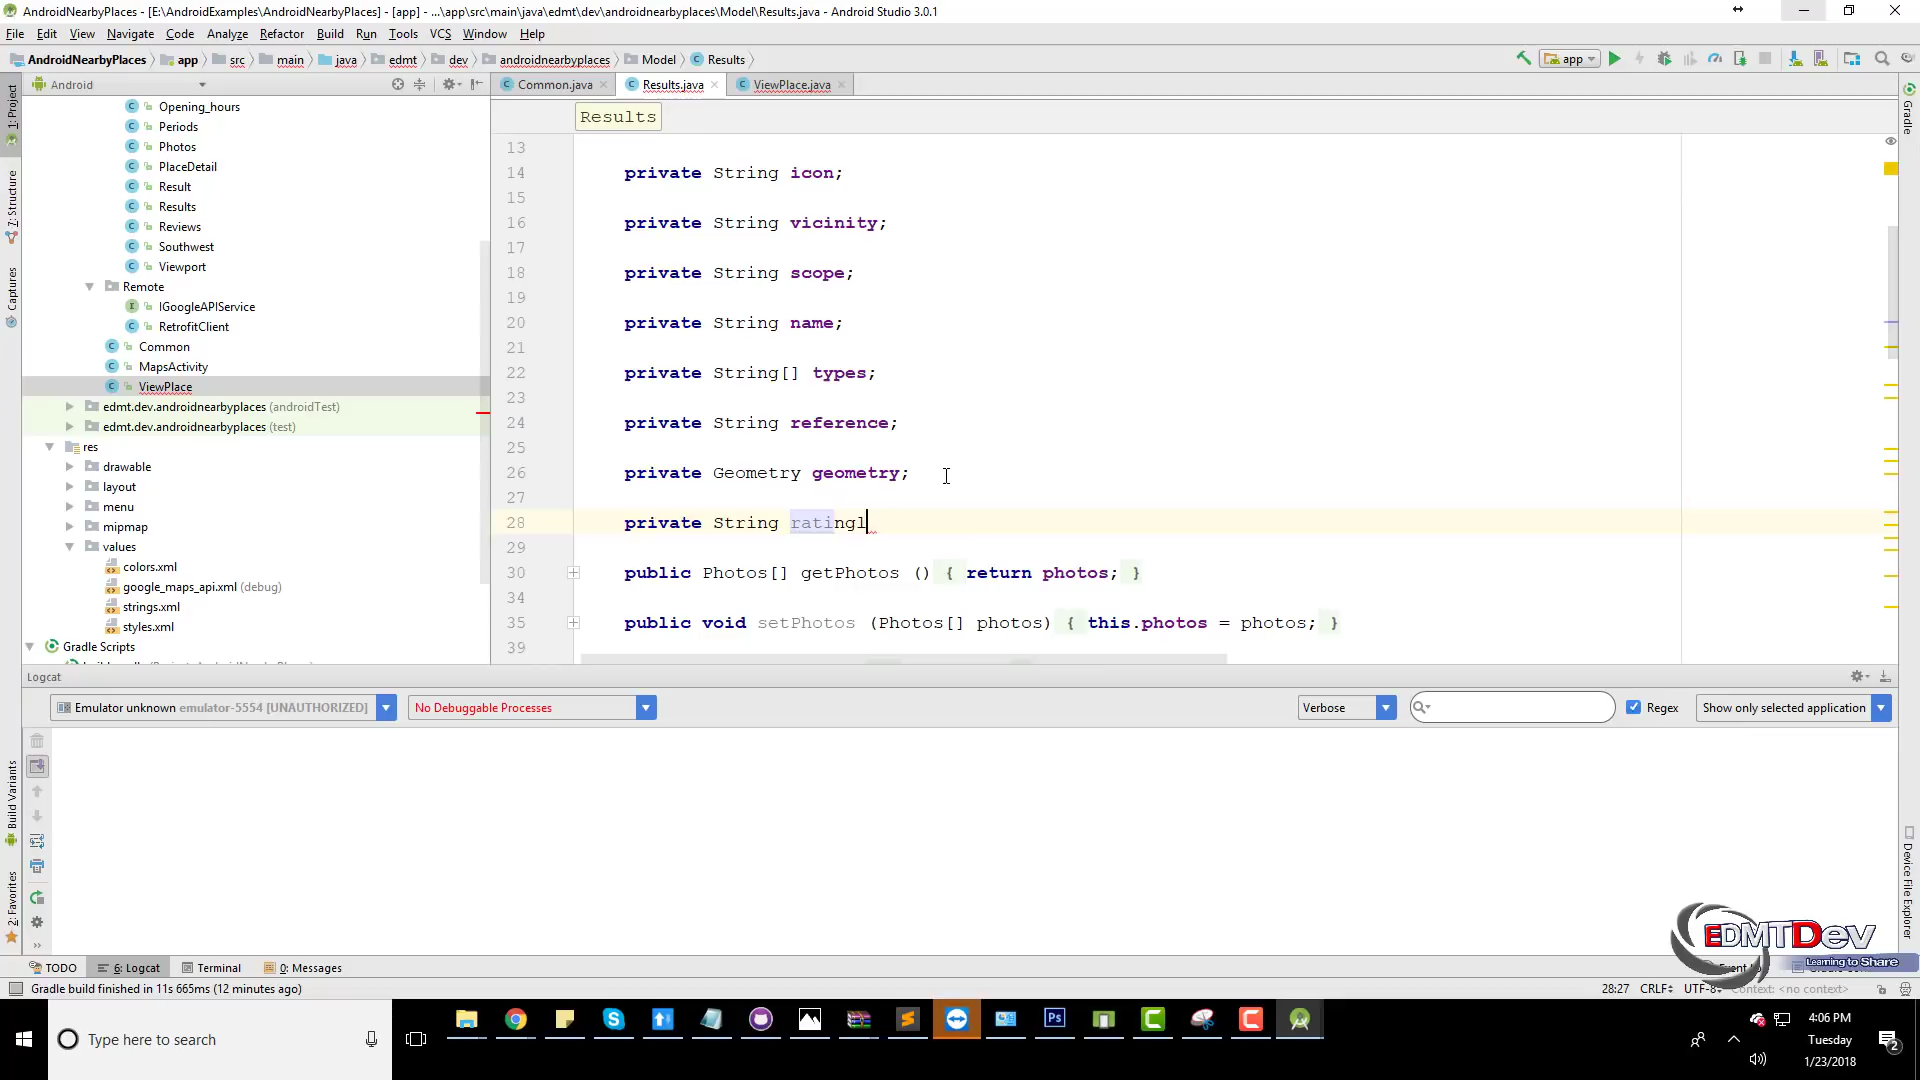 AndroidNearbyPlaces - [E:\AndroidExamples\AndroidNearbyPlaces] - [app] - ...\app\src\main\java\edmt\dev\androidnearbyplaces\Model\Results.java - Android Studio 3.0.1
File Edit View Navigate Code Analyze Refactor Build Run Tools VCS Window Help
AndroidNearbyPlaces app src main java edmt dev androidnearbyplaces Model Results
app
Android
Common.java Results.java ViewPlace.java
1: Project
7: Structure
Captures
Build Variants
2: Favorites
Opening_hours
Periods
Photos
PlaceDetail
Result
Results
Reviews
Southwest
Viewport
Remote
IGoogleAPIService
RetrofitClient
Common
MapsActivity
ViewPlace
edmt.dev.androidnearbyplaces (androidTest)
edmt.dev.androidnearbyplaces (test)
res
drawable
layout
menu
mipmap
values
colors.xml
google_maps_api.xml (debug)
strings.xml
styles.xml
Gradle Scripts
Results
13
14 private String icon;
15
16 private String vicinity;
17
18 private String scope;
19
20 private String name;
21
22 private String[] types;
23
24 private String reference;
25
26 private Geometry geometry;
27
28 private String ratingl
29
30 public Photos[] getPhotos () { return photos; }
34
35 public void setPhotos (Photos[] photos) { this.photos = photos; }
39
Gradle
Device File Explorer
Logcat
Emulator unknown emulator-5554 [UNAUTHORIZED] No Debuggable Processes Verbose Regex Show only selected application
EDMTDev
Learning to Share
TODO 6: Logcat Terminal 0: Messages
Gradle build finished in 11s 665ms (12 minutes ago) 28:27 CRLF UTF-8 Context: <no context>
Type here to search
Ps
4:06 PM
Tuesday
1/23/2018
2